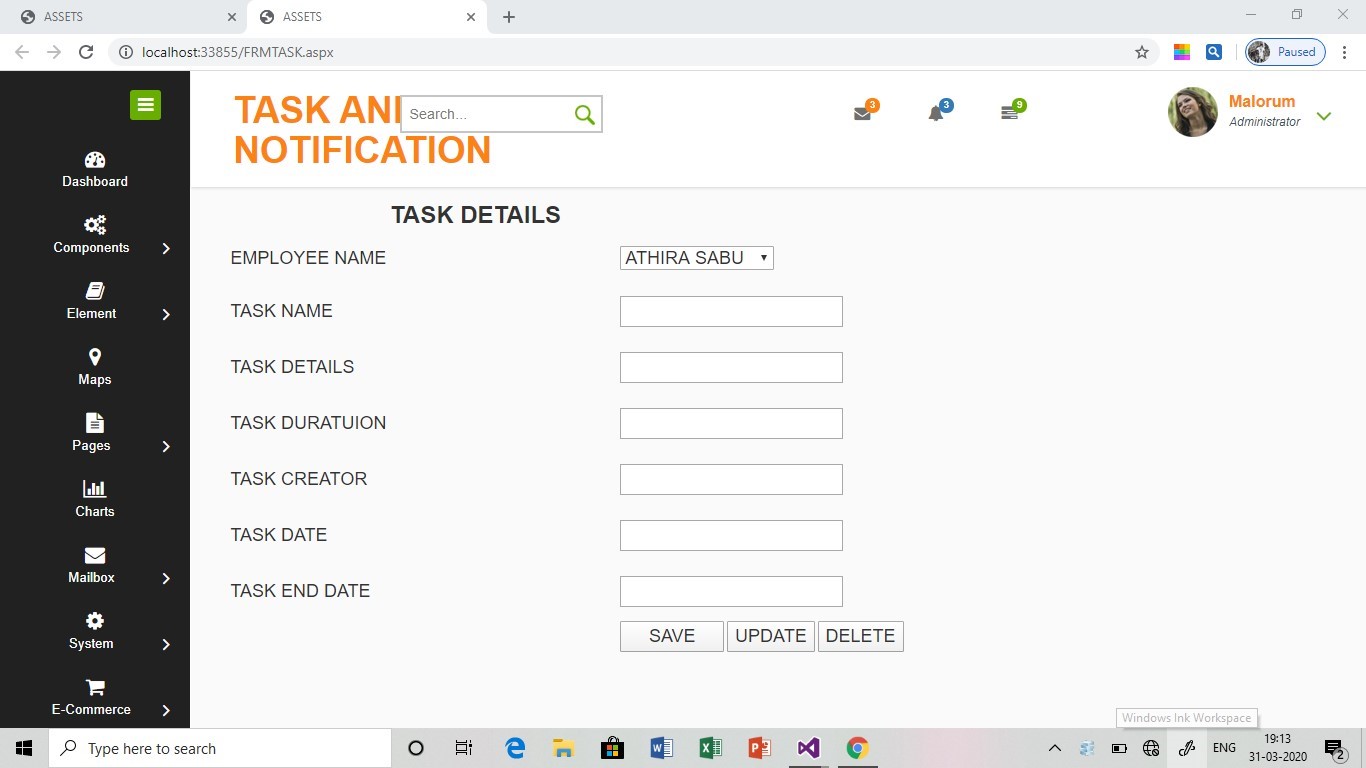 ASSETS
ASSETS
localhost:33855/FRMTASK.aspx
Paused
TASK AN
NOTIFICATION
Search...
3
3
9
Malorum
Administrator
Dashboard
Components
Element
Maps
Pages
Charts
Mailbox
System
E-Commerce
TASK DETAILS
EMPLOYEE NAME
ATHIRA SABU
TASK NAME
TASK DETAILS
TASK DURATUION
TASK CREATOR
TASK DATE
TASK END DATE
SAVE UPDATE DELETE
Windows Ink Workspace
Type here to search
ENG
19:13
31-03-2020
2